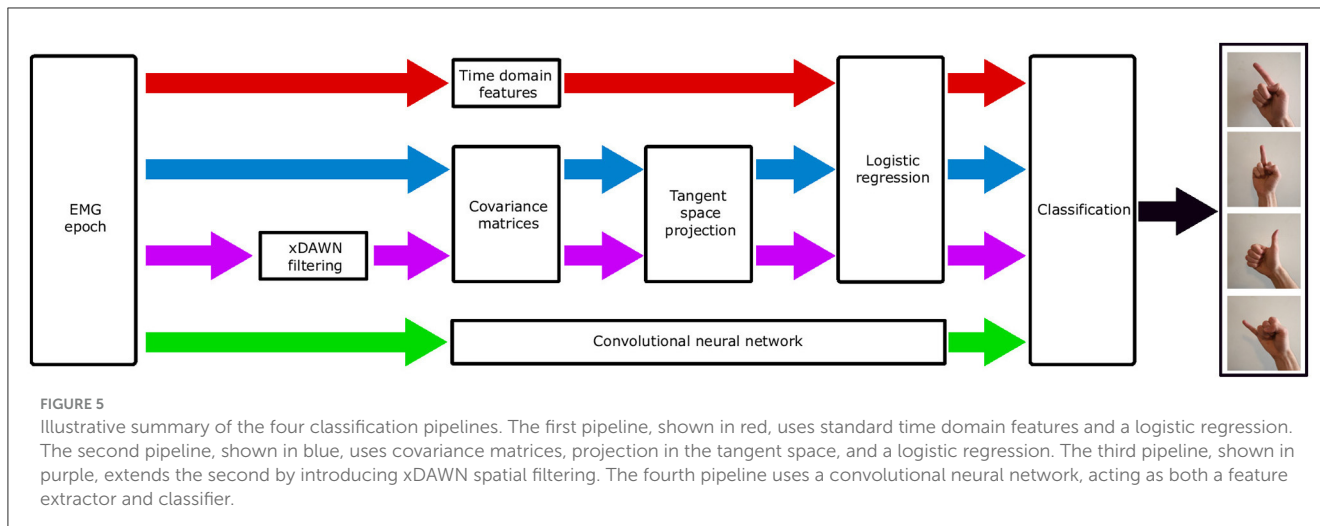 EMG
epoch
Time domain
features
xDAWN
filtering
Covariance
matrices
Tangent
space
projection
Logistic
regression
Convolutional neural network
Classification
FIGURE 5
Illustrative summary of the four classification pipelines. The first pipeline, shown in red, uses standard time domain features and a logistic regression.
The second pipeline, shown in blue, uses covariance matrices, projection in the tangent space, and a logistic regression. The third pipeline, shown in
purple, extends the second by introducing xDAWN spatial filtering. The fourth pipeline uses a convolutional neural network, acting as both a feature
extractor and classifier.